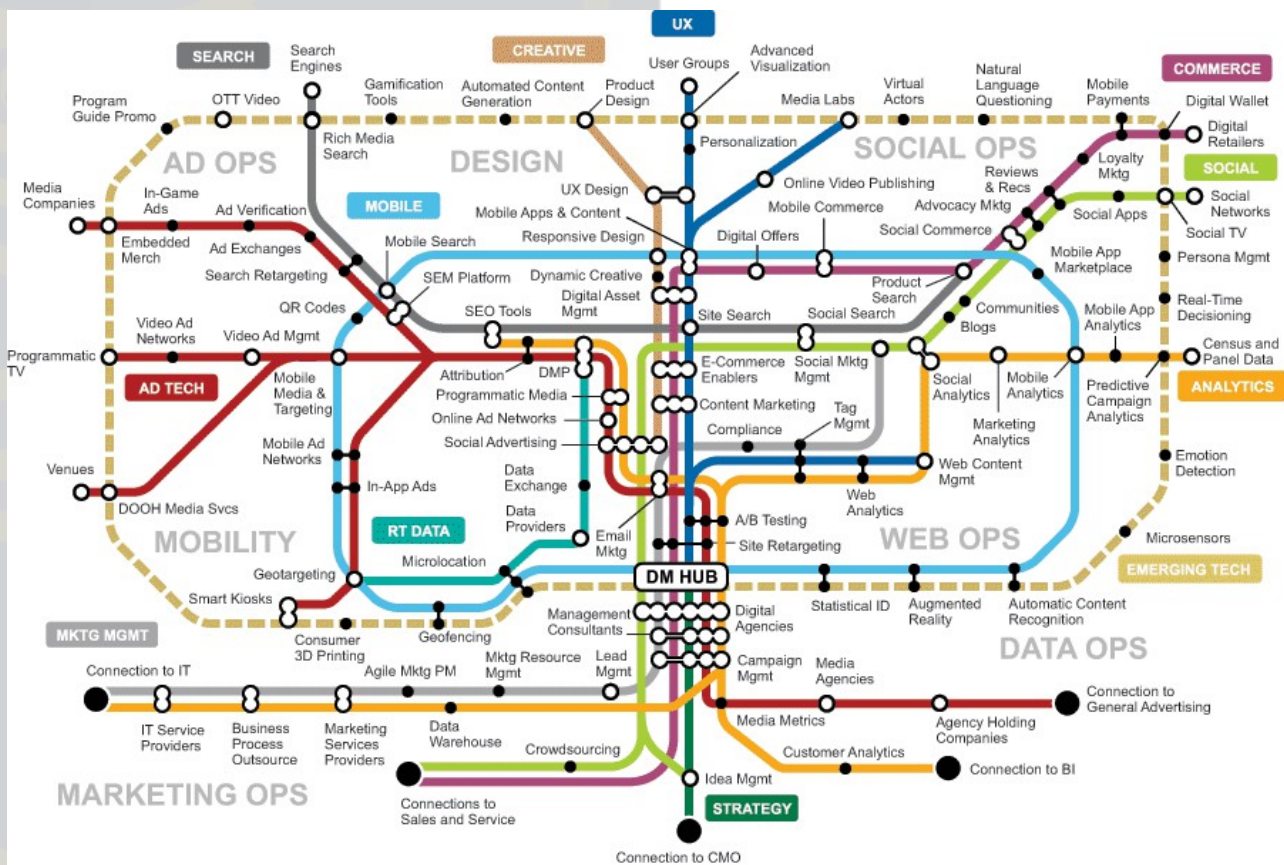 UX
SEARCH
Search
Engines
CREATIVE
User Groups
Advanced
Visualization
COMMERCE
Program
Guide Promo
OTT Video
Gamification
Tools
Automated Content
Generation
Product
Design
Media Labs
Virtual
Actors
Natural
Language
Questioning
Mobile
Payments
Digital Wallet
Rich Media
Search
Personalization
Digital
Retailers
AD OPS
DESIGN
SOCIAL OPS
Loyalty
Mktg
SOCIAL
Media
Companies
In-Game
Ads
Ad Verification
MOBILE
UX Design
Online Video Publishing
Reviews
& Recs
Social Apps
Social
Networks
Mobile Apps & Content
Mobile Commerce
Advocacy Mktg
Social TV
Embedded
Merch
Ad Exchanges
Mobile Search
Responsive Design
Digital Offers
Social Commerce
Mobile App
Marketplace
Persona Mgmt
Search Retargeting
SEM Platform
Dynamic Creative
Product
Search
QR Codes
Digital Asset
Mgmt
Communities
Real-Time
Decisioning
Video Ad
Networks
Video Ad Mgmt
SEO Tools
Site Search
Social Search
Blogs
Mobile App
Analytics
Census and
Panel Data
Programmatic
TV
AD TECH
Mobile
Media &
Targeting
Attribution
DMP
E-Commerce
Enablers
Social Mktg
Mgmt
Social
Analytics
Mobile
Analytics
Predictive
Campaign
Analytics
ANALYTICS
Programmatic Media
Content Marketing
Marketing
Analytics
Online Ad Networks
Tag
Mgmt
Mobile Ad
Networks
Social Advertising
Compliance
Venues
In-App Ads
Data
Exchange
Web
Analytics
Web Content
Mgmt
Emotion
Detection
DOOH Media Svcs
RT DATA
Data
Providers
Email
Mktg
A/B Testing
MOBILITY
Site Retargeting
WEB OPS
Microsensors
Geotargeting
Microlocation
DM HUB
EMERGING TECH
Smart Kiosks
Statistical ID
Augmented
Reality
Automatic Content
Recognition
Consumer
3D Printing
Geofencing
Management
Consultants
Digital
Agencies
MKTG MGMT
DATA OPS
Connection to IT
Agile Mktg PM
Mktg Resource
Mgmt
Lead
Mgmt
Campaign
Mgmt
Media
Agencies
Connection to
General Advertising
IT Service
Providers
Business
Process
Outsource
Marketing
Services
Providers
Data
Warehouse
Media Metrics
Agency Holding
Companies
Crowdsourcing
Customer Analytics
Connection to BI
MARKETING OPS
Connections to
Sales and Service
Idea Mgmt
STRATEGY
Connection to CMO